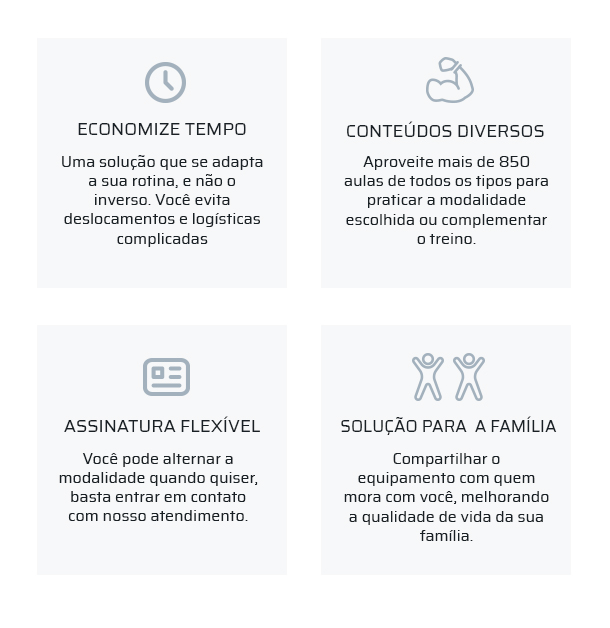 ECONOMIZE TEMPO
Uma solução que se adapta
a sua rotina, e não o
inverso. Você evita
deslocamentos e logísticas
complicadas
CONTEÚDOS DIVERSOS
Aproveite mais de 850
aulas de todos os tipos para
praticar a modalidade
escolhida ou complementar
o treino.
ASSINATURA FLEXÍVEL
Você pode alternar a
modalidade quando quiser,
basta entrar em contato
com nosso atendimento.
SOLUÇÃO PARA  A FAMÍLIA
Compartilhar o
equipamento com quem
mora com você, melhorando
a qualidade de vida da sua
família.